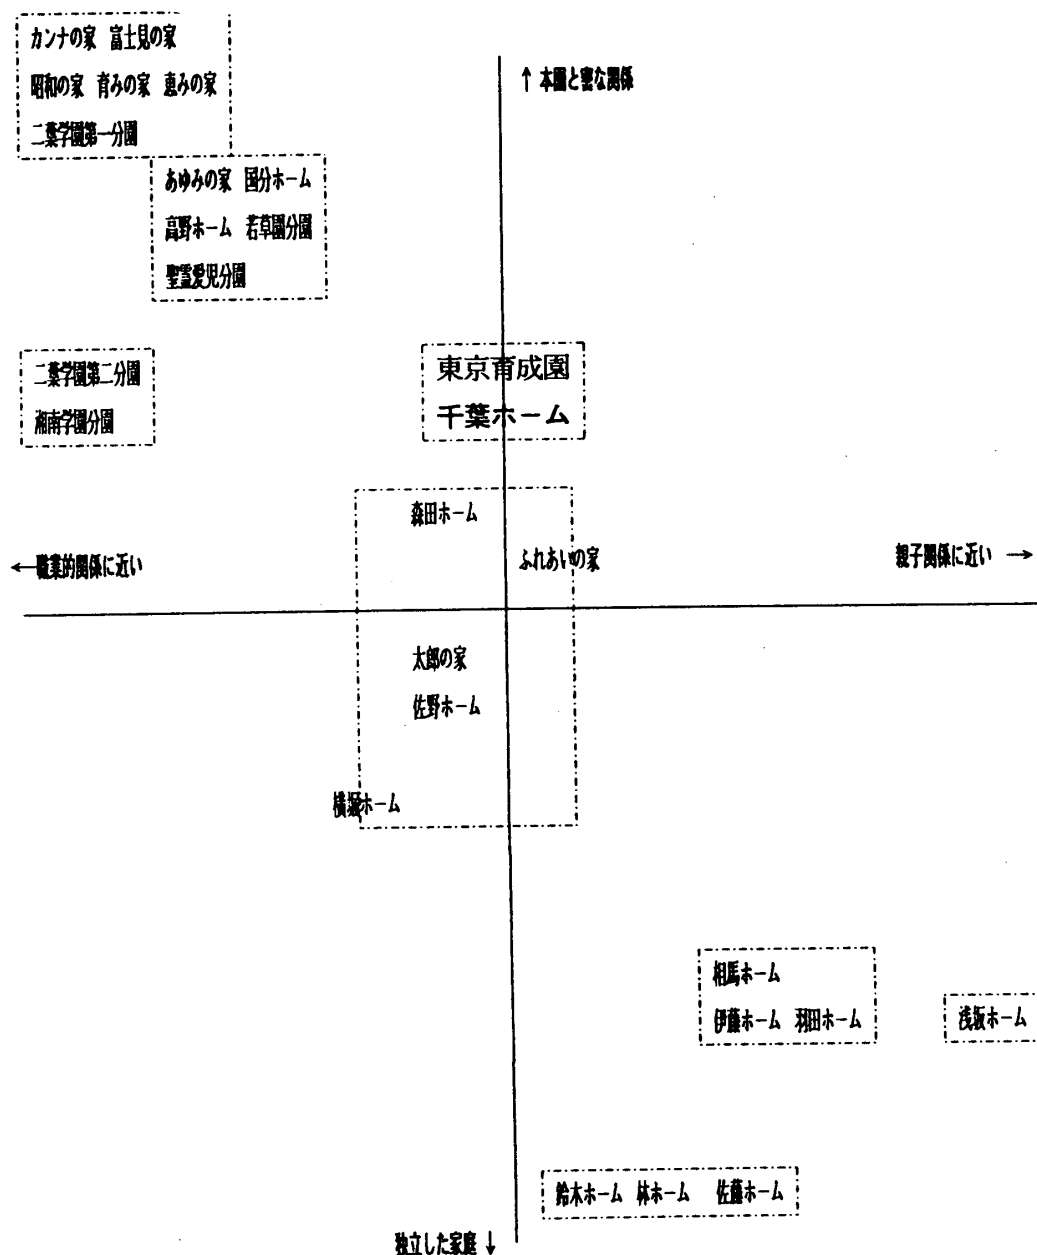 カンナの家 富士見の家
昭和の家 育みの家 恵みの家
二葉学園第一分園
↑ 本園と密な関係
あゆみの家 国分ホーム
高野ホーム 若草園分園
聖霊愛児分園
二葉学園第二分園
湘南学園分園
東京育成園
千葉ホーム
森田ホーム
←職業的関係に近い
ふれあいの家
親子関係に近い →
太郎の家
佐野ホーム
横堀ホーム
相馬ホーム
伊藤ホーム 羽田ホーム
浅坂ホーム
鈴木ホーム 林ホーム 佐藤ホーム
独立した家庭 ↓